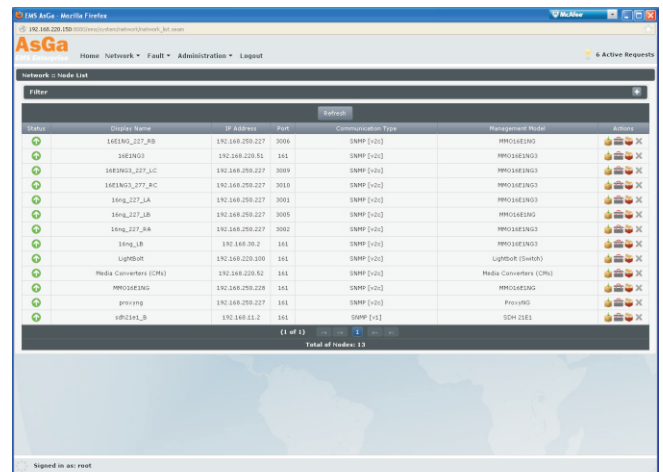 EMS AsGa - Mozilla Firefox
McAfee
AsGa
EMS Enterprise
Home Network Fault Administration Logout
6 Active Requests
Network :: Node List
Filter
Refresh
Status Display Name IP Address Port Communication Type Management Model Actions
16E1NG_227_RB 192.168.250.227 3006 SNMP [v2c] MMO16E1NG
16E1NG3 192.168.220.51 161 SNMP [v2c] MMO16E1NG3
16E1NG3_227_LC 192.168.250.227 3009 SNMP [v2c] MMO16E1NG3
16E1NG3_277_RC 192.168.250.227 3010 SNMP [v2c] MMO16E1NG3
16ng_227_LA 192.168.250.227 3001 SNMP [v2c] MMO16E1NG3
16ng_227_LB 192.168.250.227 3005 SNMP [v2c] MMO16E1NG
16ng_227_RA 192.168.250.227 3002 SNMP [v2c] MMO16E1NG3
16ng_LB 192.168.30.2 161 SNMP [v2c] MMO16E1NG3
LightBolt 192.168.220.100 161 SNMP [v2c] LightBolt (Switch)
Media Converters (CMs) 192.168.220.52 161 SNMP [v2c] Media Converters (CMs)
MMO16E1NG 192.168.250.228 161 SNMP [v2c] MMO16E1NG
proxyng 192.168.250.227 161 SNMP [v2c] ProxyNG
sdh21e1_B 192.168.11.2 161 SNMP [v1] SDH 21E1
(1 of 1) 1
Total of Nodes: 13
Signed in as: root